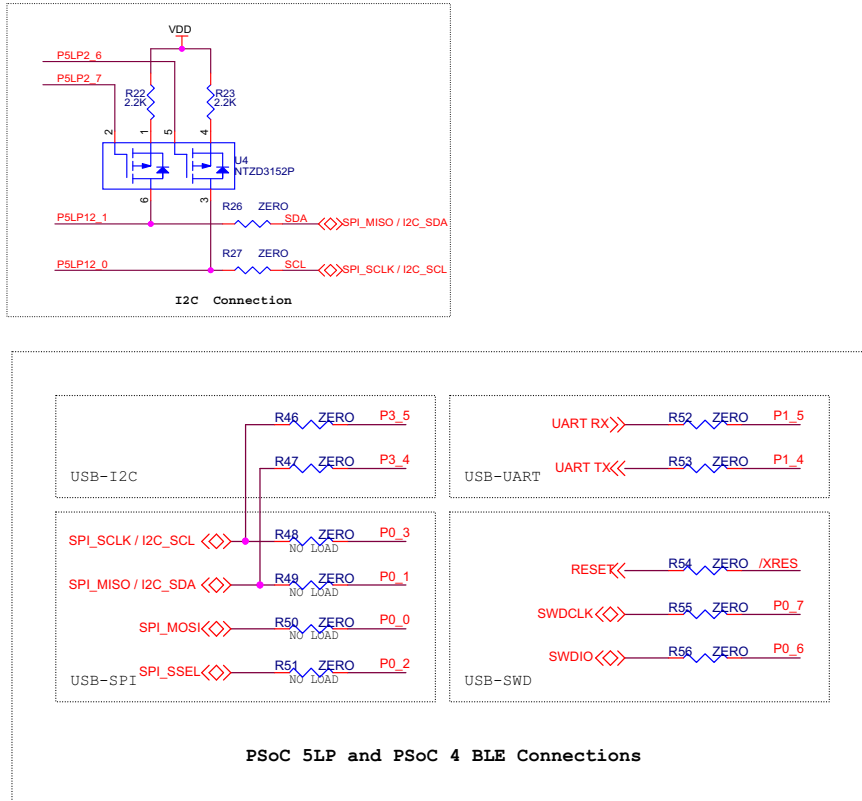 VDD
P5LP2_6
P5LP2_7
R22 R23
2.2K 2.2K
2 1 5 4
U4
NTZD3152P
6 3
R26 ZERO
P5LP12_1 SDA SPI_MISO / I2C_SDA
R27 ZERO
P5LP12_0 SCL SPI_SCLK / I2C_SCL
I2C Connection
R46 ZERO P3_5
R47 ZERO P3_4
USB-I2C
UART RX R52 ZERO P1_5
UART TX R53 ZERO P1_4
USB-UART
SPI_SCLK / I2C_SCL R48 ZERO P0_3
NO LOAD
SPI_MISO / I2C_SDA R49 ZERO P0_1
NO LOAD
SPI_MOSI R50 ZERO P0_0
NO LOAD
SPI_SSEL R51 ZERO P0_2
NO LOAD
USB-SPI
RESET R54 ZERO /XRES
SWDCLK R55 ZERO P0_7
SWDIO R56 ZERO P0_6
USB-SWD
PSoC 5LP and PSoC 4 BLE Connections